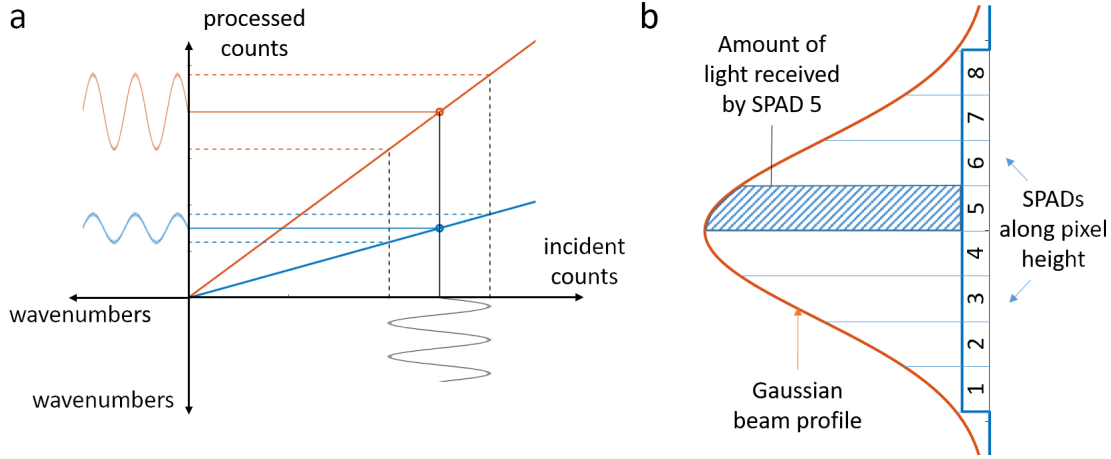 a
processed
counts
incident
counts
wavenumbers
wavenumbers
b
Amount of
light received
by SPAD 5
8
7
6
5
4
3
2
1
SPADs
along pixel
height
Gaussian
beam profile